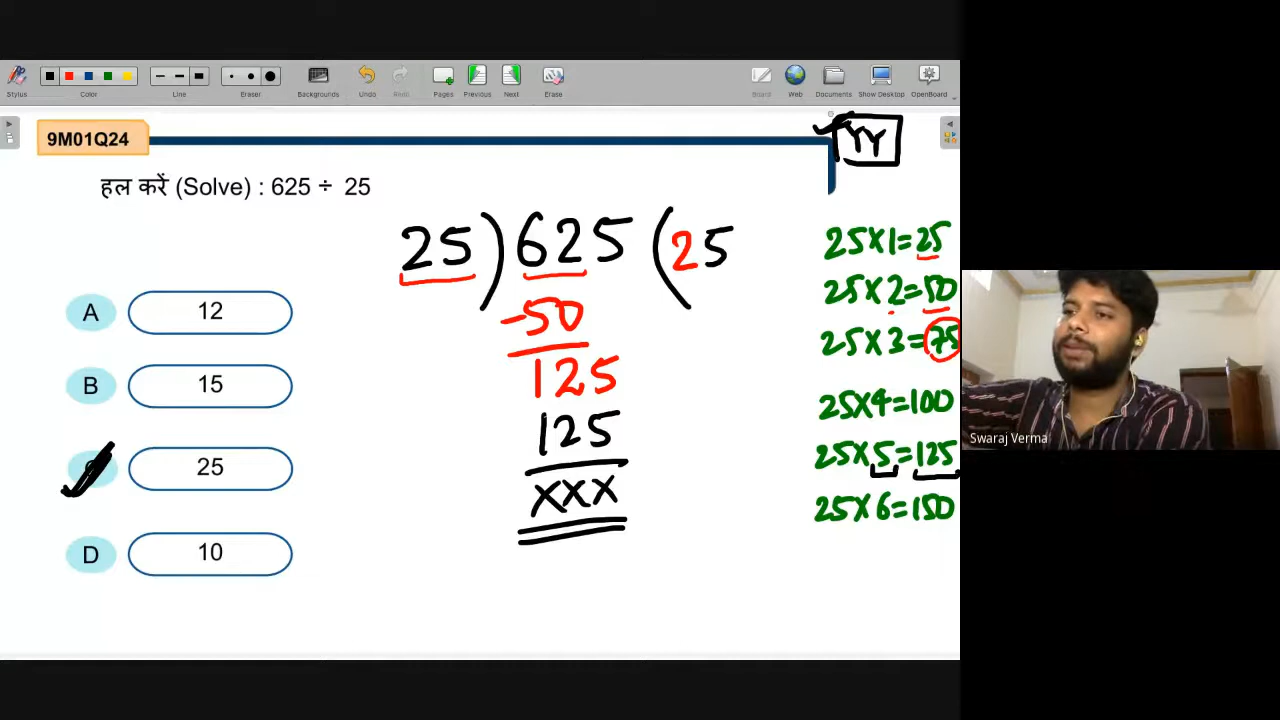 Stylus
Color
Line
Eraser
Backgrounds
Undo
Redo
Pages
Previous
Next
Erase
Board
Web
Documents
Show Desktop
OpenBoard
9M01Q24
YY
हल करें (Solve) : 625 ÷ 25
25)625(25
-50
125
125
XXX
25X1=25
25X2=50
25X3=75
25X4=100
25X5=125
25X6=150
A 12
B 15
25
D 10
Swaraj Verma